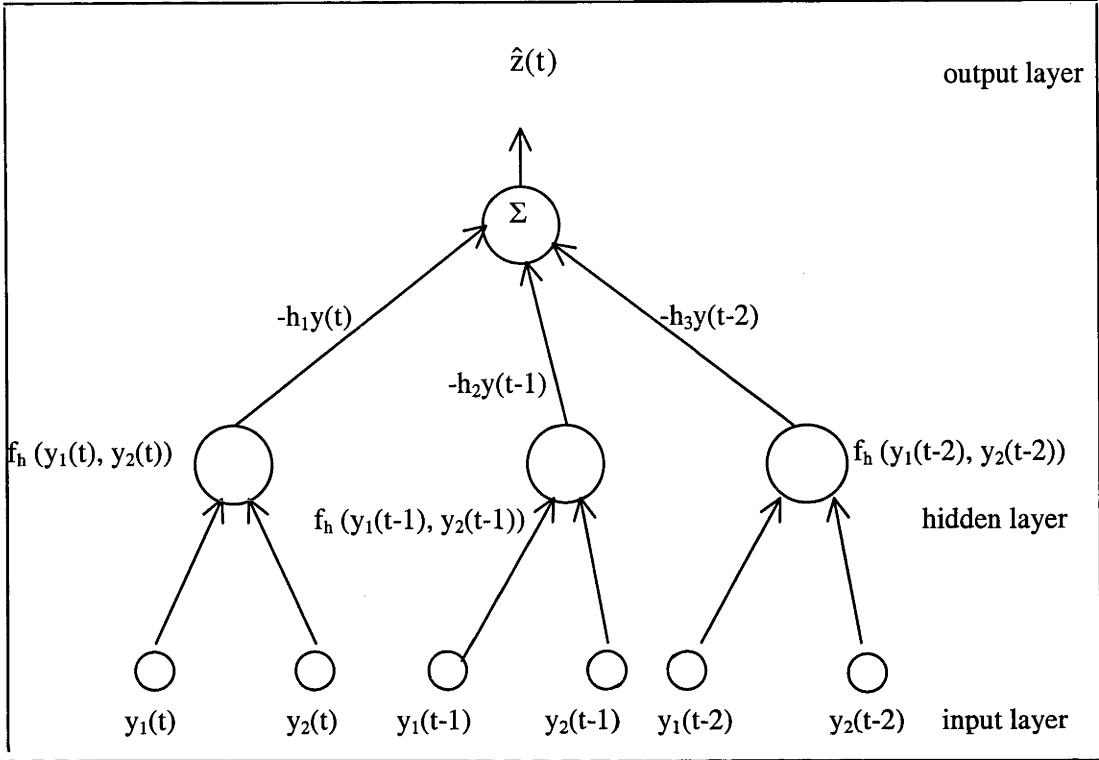 ẑ(t)
output layer
Σ
-h₁y(t)
-h₃y(t-2)
-h₂y(t-1)
fₕ (y₁(t), y₂(t))
fₕ (y₁(t-2), y₂(t-2))
fₕ (y₁(t-1), y₂(t-1))
hidden layer
y₁(t)
y₂(t)
y₁(t-1)
y₂(t-1)
y₁(t-2)
y₂(t-2)
input layer